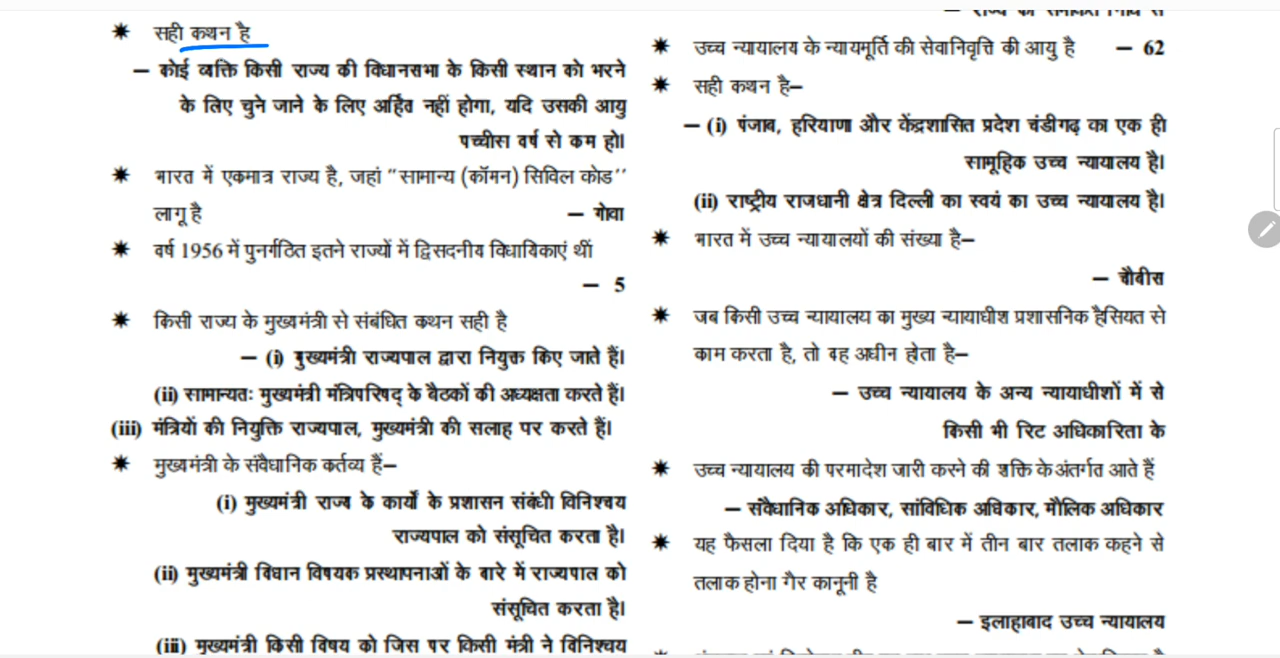 * सही कथन है
– कोई व्यक्ति किसी राज्य की विधानसभा के किसी स्थान को भरने
के लिए चुने जाने के लिए अर्हित नहीं होगा, यदि उसकी आयु
पच्चीस वर्ष से कम हो।
* भारत में एकमात्र राज्य है, जहां “सामान्य (कॉमन) सिविल कोड’’
लागू है – गोवा
* वर्ष 1956 में पुनर्गठित इतने राज्यों में द्विसदनीय विधायिकाएं थीं
– 5
* किसी राज्य के मुख्यमंत्री से संबंधित कथन सही है
– (i) मुख्यमंत्री राज्यपाल द्वारा नियुक्त किए जाते हैं।
(ii) सामान्यतः मुख्यमंत्री मंत्रिपरिषद् के बैठकों की अध्यक्षता करते हैं।
(iii) मंत्रियों की नियुक्ति राज्यपाल, मुख्यमंत्री की सलाह पर करते हैं।
* मुख्यमंत्री के संवैधानिक कर्तव्य हैं–
(i) मुख्यमंत्री राज्य के कार्यों के प्रशासन संबंधी विनिश्चय
राज्यपाल को संसूचित करता है।
(ii) मुख्यमंत्री विधान विषयक प्रस्थापनाओं के बारे में राज्यपाल को
संसूचित करता है।
(iii) मुख्यमंत्री किसी विषय को जिस पर किसी मंत्री ने विनिश्चय
* उच्च न्यायालय के न्यायमूर्ति की सेवानिवृत्ति की आयु है – 62
* सही कथन है–
– (i) पंजाब, हरियाणा और केंद्रशासित प्रदेश चंडीगढ़ का एक ही
सामूहिक उच्च न्यायालय है।
(ii) राष्ट्रीय राजधानी क्षेत्र दिल्ली का स्वयं का उच्च न्यायालय है।
* भारत में उच्च न्यायालयों की संख्या है–
– चौबीस
* जब किसी उच्च न्यायालय का मुख्य न्यायाधीश प्रशासनिक हैसियत से
काम करता है, तो वह अधीन होता है–
– उच्च न्यायालय के अन्य न्यायाधीशों में से
किसी भी रिट अधिकारिता के
* उच्च न्यायालय की परमादेश जारी करने की शक्ति के अंतर्गत आते हैं
– संवैधानिक अधिकार, सांविधिक अधिकार, मौलिक अधिकार
* यह फैसला दिया है कि एक ही बार में तीन बार तलाक कहने से
तलाक होना गैर कानूनी है
– इलाहाबाद उच्च न्यायालय